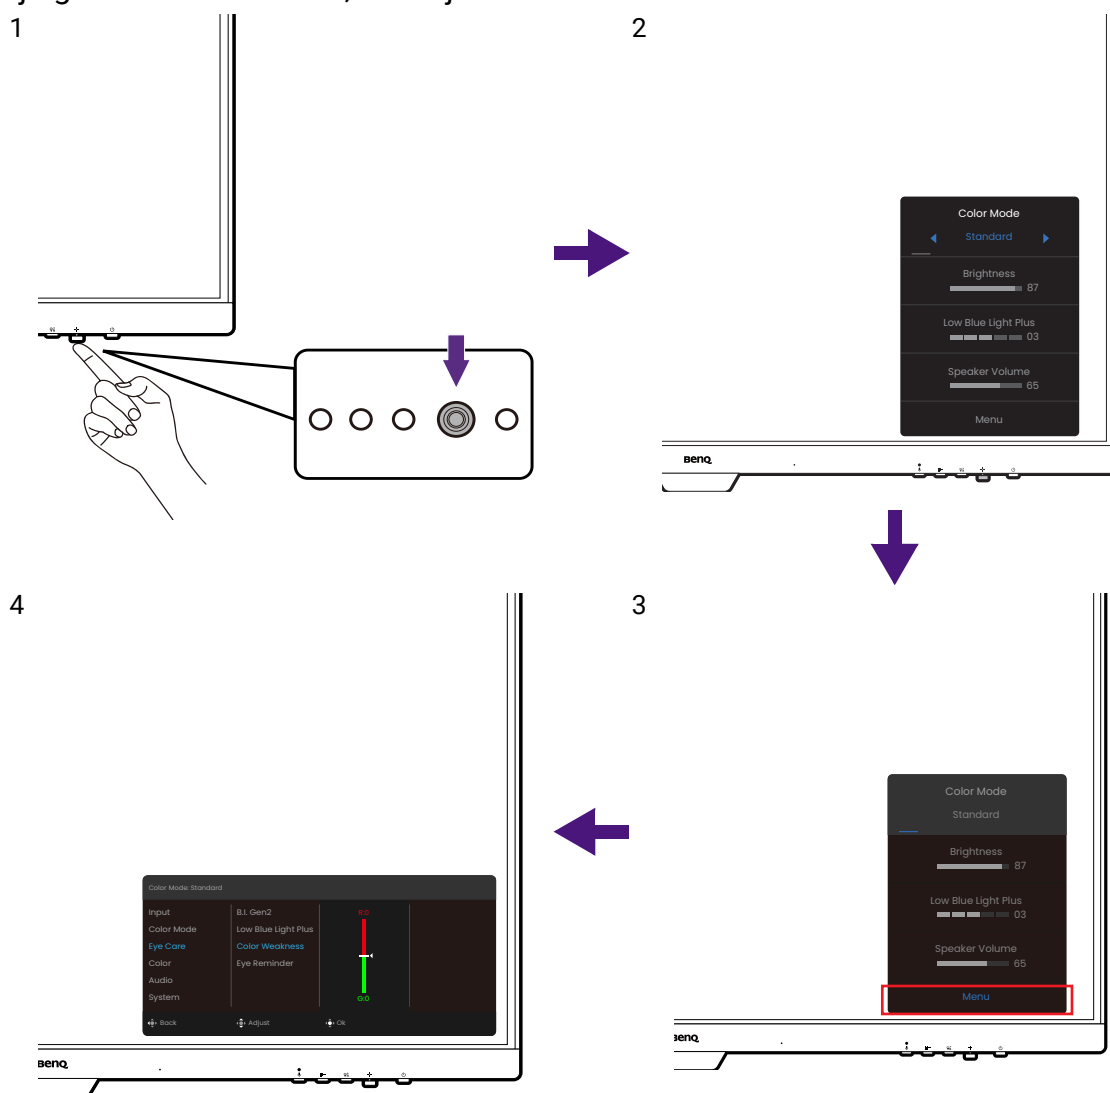 1
2
Color Mode
Standard
Brightness
87
Low Blue Light Plus
03
Speaker Volume
65
Menu
BenQ
3
Color Mode
Standard
Brightness
87
Low Blue Light Plus
03
Speaker Volume
65
Menu
BenQ
4
Color Mode: Standard
Input
B.I. Gen2
R:0
Color Mode
Low Blue Light Plus
Eye Care
Color Weakness
Color
Eye Reminder
Audio
System
G:0
Back
Adjust
Ok
BenQ